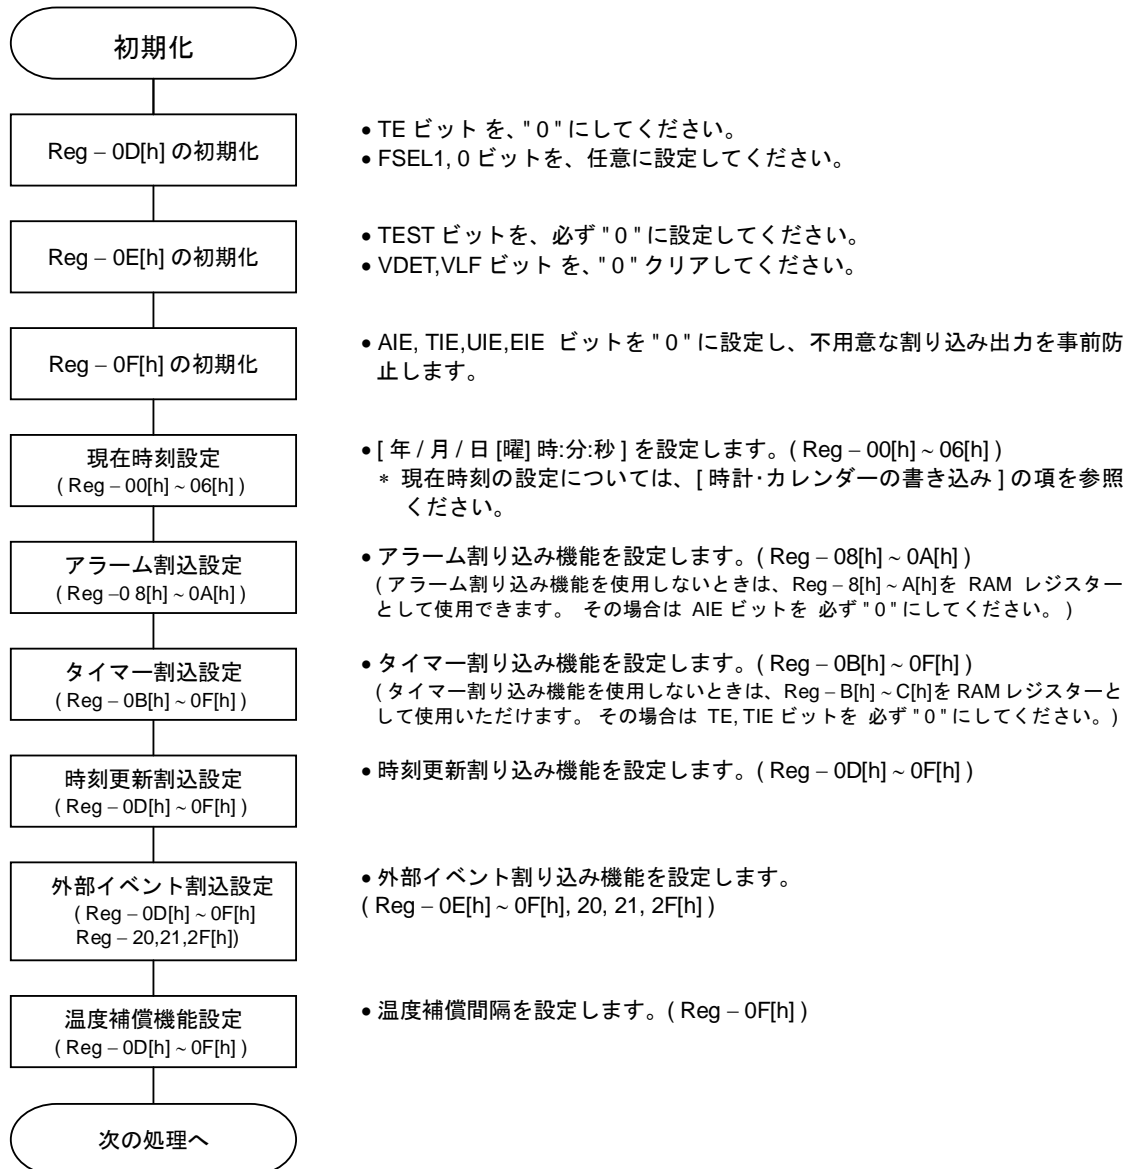 初期化
Reg – 0D[h] の初期化
• TE ビット を、" 0 " にしてください。
• FSEL1, 0 ビットを、任意に設定してください。
Reg – 0E[h] の初期化
• TEST ビットを、必ず " 0 " に設定してください。
• VDET,VLF ビット を、" 0 " クリアしてください。
Reg – 0F[h] の初期化
• AIE, TIE,UIE,EIE ビットを " 0 " に設定し、不用意な割り込み出力を事前防
止します。
現在時刻設定
( Reg – 00[h] ~ 06[h] )
• [ 年 / 月 / 日 [曜] 時:分:秒 ] を設定します。( Reg – 00[h] ~ 06[h] )
* 現在時刻の設定については、[ 時計･カレンダーの書き込み ] の項を参照
ください。
アラーム割込設定
( Reg –0 8[h] ~ 0A[h] )
• アラーム割り込み機能を設定します。( Reg – 08[h] ~ 0A[h] )
( アラーム割り込み機能を使用しないときは、Reg – 8[h] ~ A[h]を RAM レジスター
として使用できます。 その場合は AIE ビットを 必ず " 0 " にしてください。 )
タイマー割込設定
( Reg – 0B[h] ~ 0F[h] )
• タイマー割り込み機能を設定します。( Reg – 0B[h] ~ 0F[h] )
( タイマー割り込み機能を使用しないときは、Reg – B[h] ~ C[h]を RAM レジスターと
して使用いただけます。 その場合は TE, TIE ビットを 必ず " 0 " にしてください。)
時刻更新割込設定
( Reg – 0D[h] ~ 0F[h] )
• 時刻更新割り込み機能を設定します。( Reg – 0D[h] ~ 0F[h] )
外部イベント割込設定
( Reg – 0D[h] ~ 0F[h]
Reg – 20,21,2F[h])
• 外部イベント割り込み機能を設定します。
( Reg – 0E[h] ~ 0F[h], 20, 21, 2F[h] )
温度補償機能設定
( Reg – 0D[h] ~ 0F[h] )
• 温度補償間隔を設定します。( Reg – 0F[h] )
次の処理へ